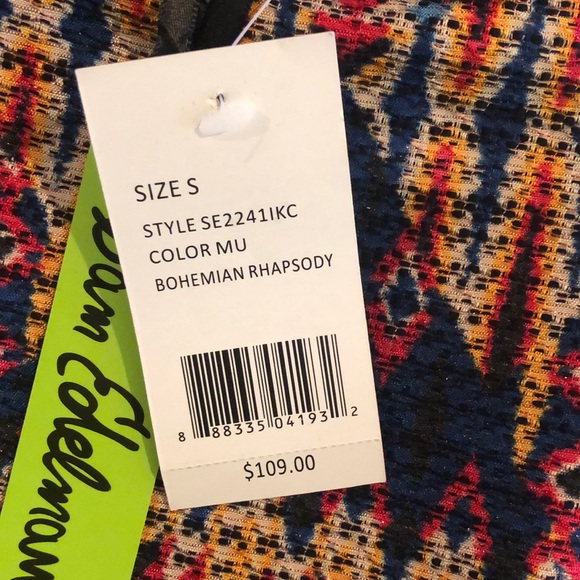 SIZE S
STYLE SE2241IKC
COLOR MU
BOHEMIAN RHAPSODY
8 88335 04193 2
$109.00
Sam Edelman